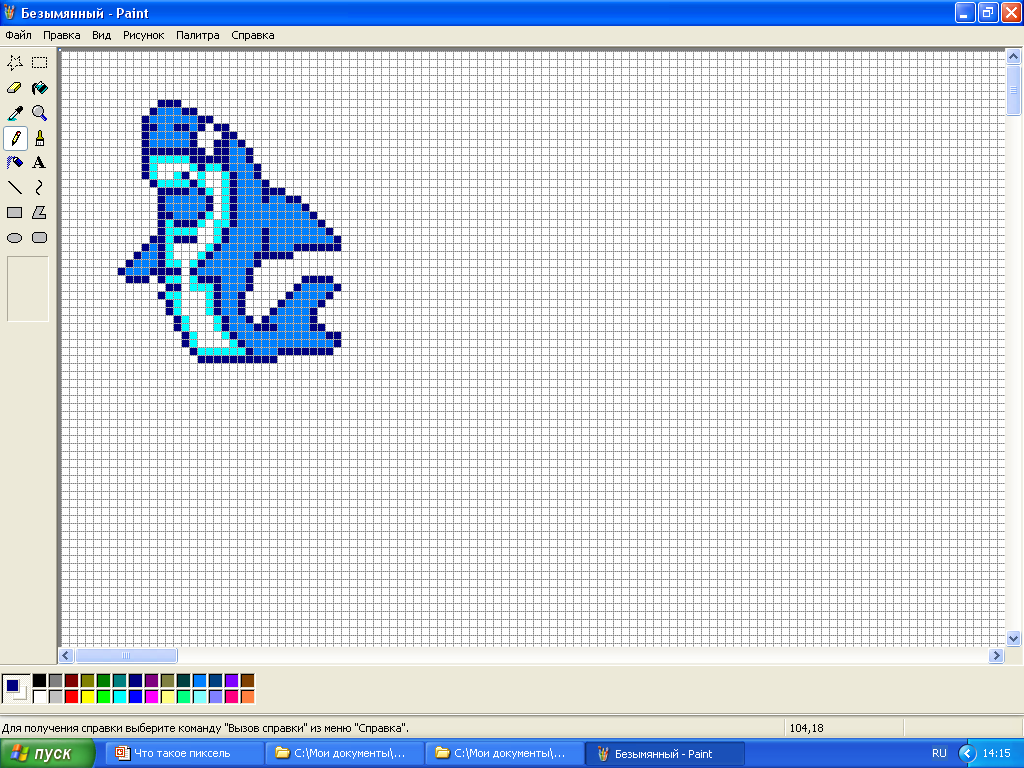 Безымянный - Paint
Файл Правка Вид Рисунок Палитра Справка
A
Для получения справки выберите команду "Вызов справки" из меню "Справка".
104,18
пуск
Что такое пиксель
C:\Мои документы\...
C:\Мои документы\...
Безымянный - Paint
RU
14:15